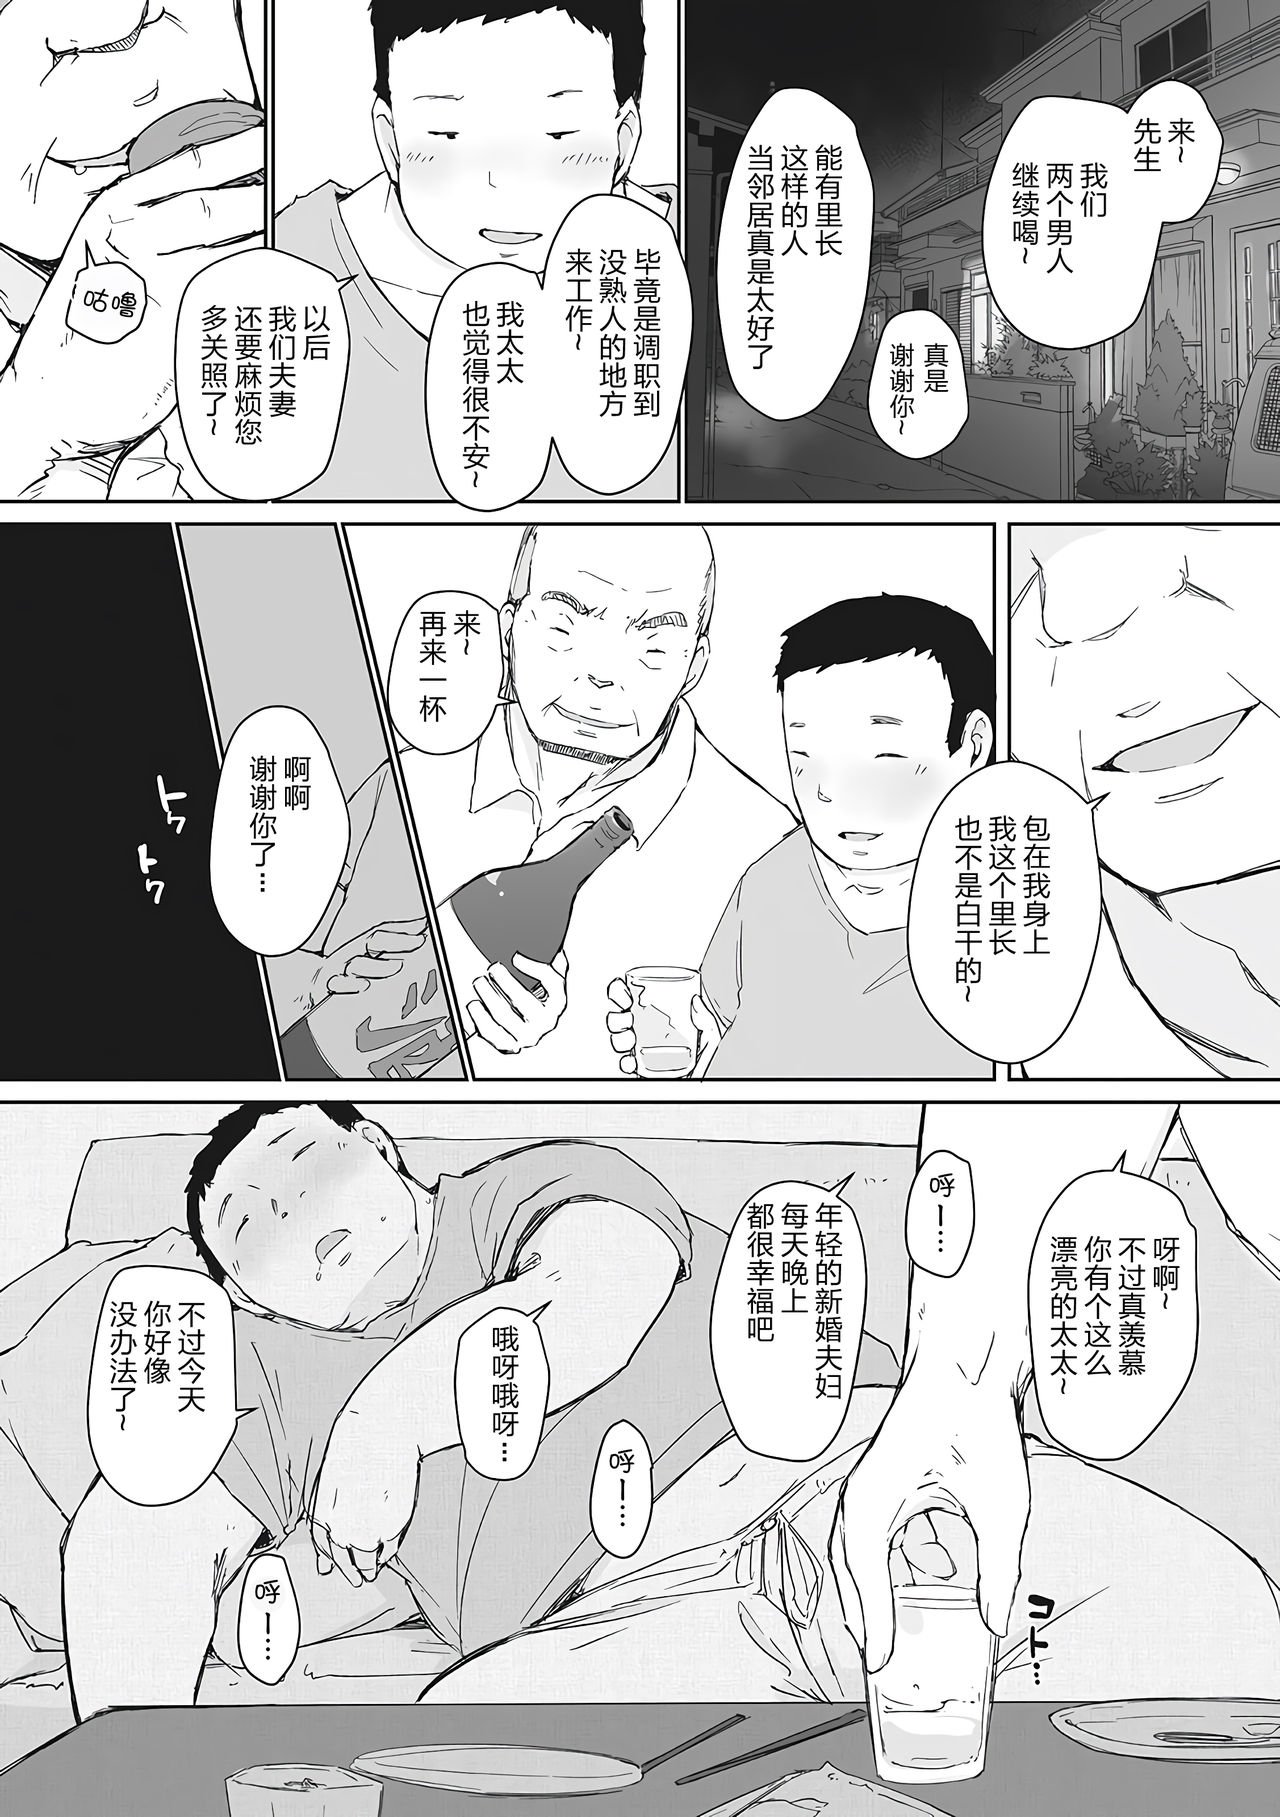 来~
先生
我们
两个男人
继续喝~
能有里长
这样的人
当邻居真是太好了
真是
谢谢你~
毕竟是调职到
没熟人的地方
来工作~
我太太
也觉得很不安~
以后
我们夫妻
还要麻烦您
多关照了~
咕噜
包在我身上
我这个里长
也不是白干的~
来~
再来一杯
啊啊
谢谢你了…
トクッ
トクッ
呀啊~
不过真羡慕
你有个这么
漂亮的太太~
呼ー…
年轻的新婚夫妇
每天晚上
都很幸福吧
哦呀哦呀…
呼ー…
不过今天
你好像
没办法了~
呼ー…
コト…